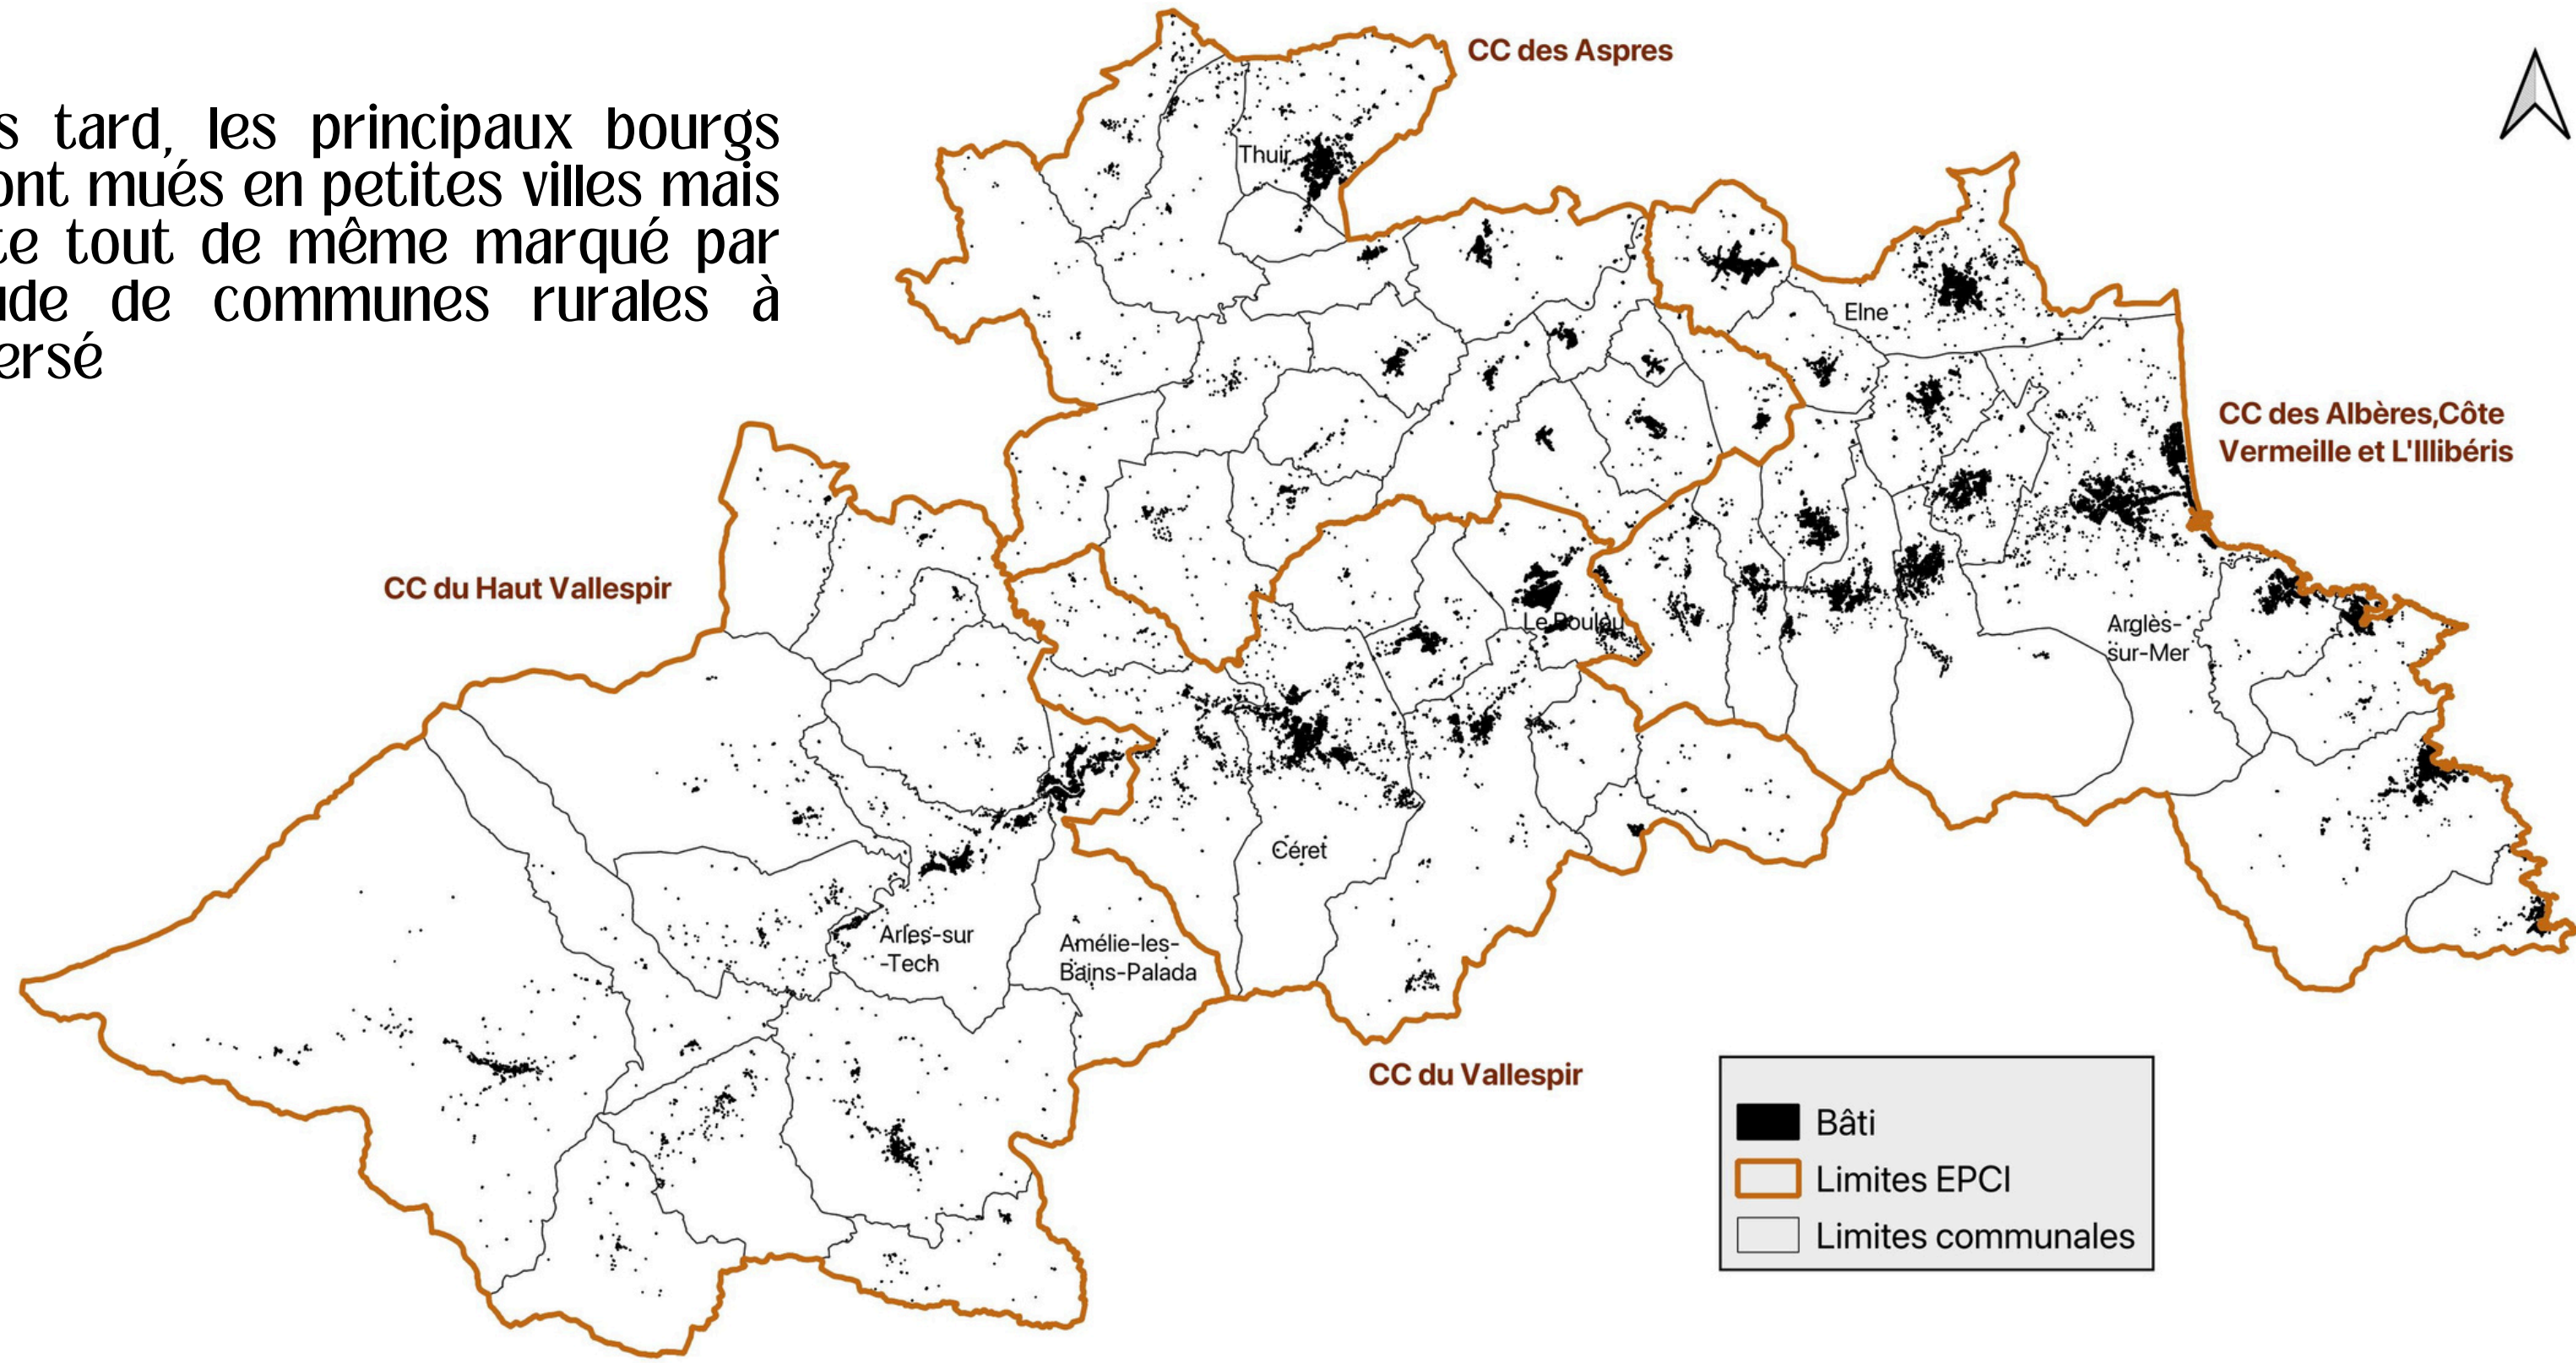 s tard, les principaux bourgs
ont mués en petites villes mais
te tout de même marqué par
ude de communes rurales à
ersé
CC des Aspres
Thuir
Elne
CC des Albères,Côte
Vermeille et L'Illlibéris
CC du Haut Vallespir
Le Boulou
Arglès-
sur-Mer
Céret
Arles-sur
-Tech
Amélie-les-
Bains-Palada
CC du Vallespir
Bâti
Limites EPCI
Limites communales